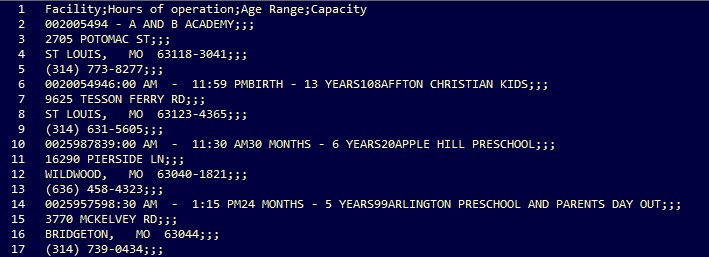 1 Facility;Hours of operation;Age Range;Capacity
2 002005494 - A AND B ACADEMY;;;
3 2705 POTOMAC ST;;;
4 ST LOUIS,   MO  63118-3041;;;
5 (314) 773-8277;;;
6 0020054946:00 AM  -  11:59 PMBIRTH - 13 YEARS108AFFTON CHRISTIAN KIDS;;;
7 9625 TESSON FERRY RD;;;
8 ST LOUIS,   MO  63123-4365;;;
9 (314) 631-5605;;;
10 0025987839:00 AM  -  11:30 AM30 MONTHS - 6 YEARS20APPLE HILL PRESCHOOL;;;
11 16290 PIERSIDE LN;;;
12 WILDWOOD,   MO  63040-1821;;;
13 (636) 458-4323;;;
14 0025957598:30 AM  -  1:15 PM24 MONTHS - 5 YEARS99ARLINGTON PRESCHOOL AND PARENTS DAY OUT;;;
15 3770 MCKELVEY RD;;;
16 BRIDGETON,   MO  63044;;;
17 (314) 739-0434;;;